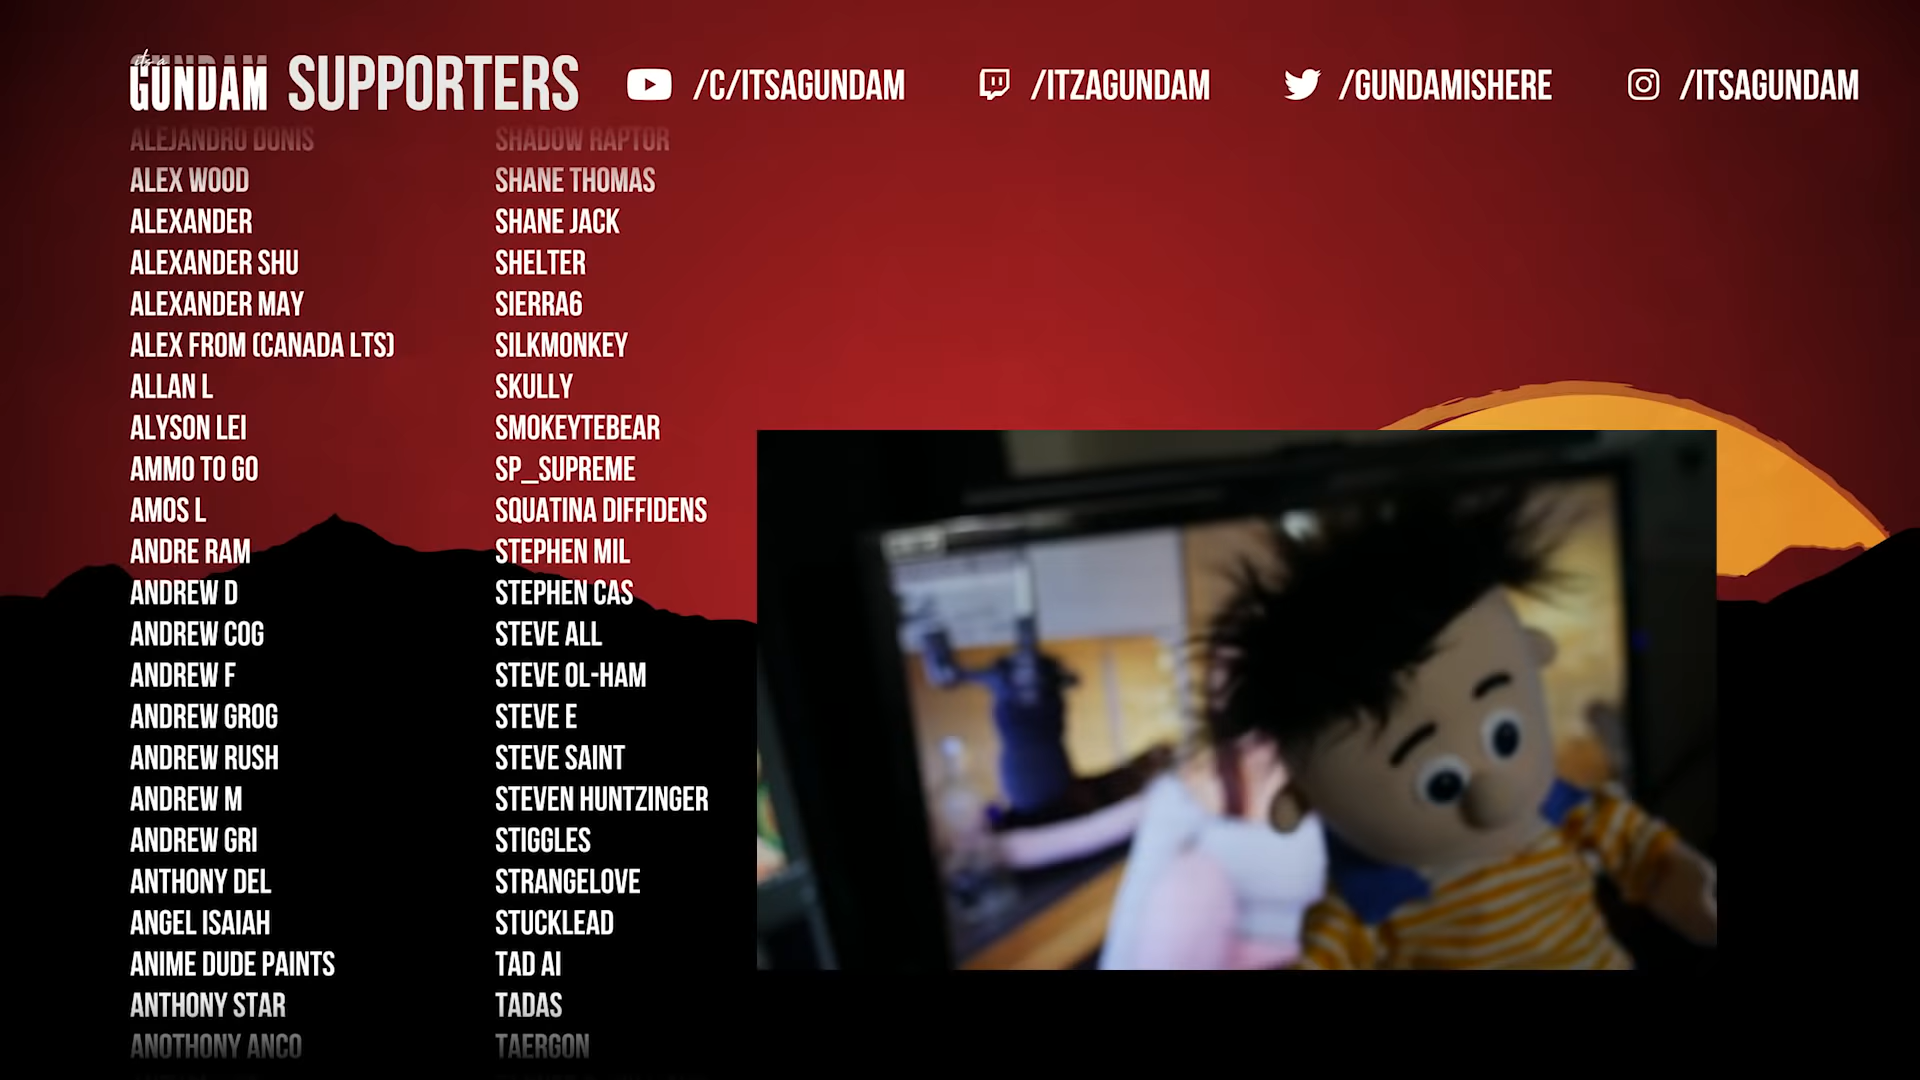 it's a
GUNDAM SUPPORTERS
/C/ITSAGUNDAM
/ITZAGUNDAM
/GUNDAMISHERE
/ITSAGUNDAM
ALEJANDRO DONIS
ALEX WOOD
ALEXANDER
ALEXANDER SHU
ALEXANDER MAY
ALEX FROM (CANADA LTS)
ALLAN L
ALYSON LEI
AMMO TO GO
AMOS L
ANDRE RAM
ANDREW D
ANDREW COG
ANDREW F
ANDREW GROG
ANDREW RUSH
ANDREW M
ANDREW GRI
ANTHONY DEL
ANGEL ISAIAH
ANIME DUDE PAINTS
ANTHONY STAR
ANOTHONY ANCO
SHADOW RAPTOR
SHANE THOMAS
SHANE JACK
SHELTER
SIERRA6
SILKMONKEY
SKULLY
SMOKEYTEBEAR
SP_SUPREME
SQUATINA DIFFIDENS
STEPHEN MIL
STEPHEN CAS
STEVE ALL
STEVE OL-HAM
STEVE E
STEVE SAINT
STEVEN HUNTZINGER
STIGGLES
STRANGELOVE
STUCKLEAD
TAD AI
TADAS
TAERGON